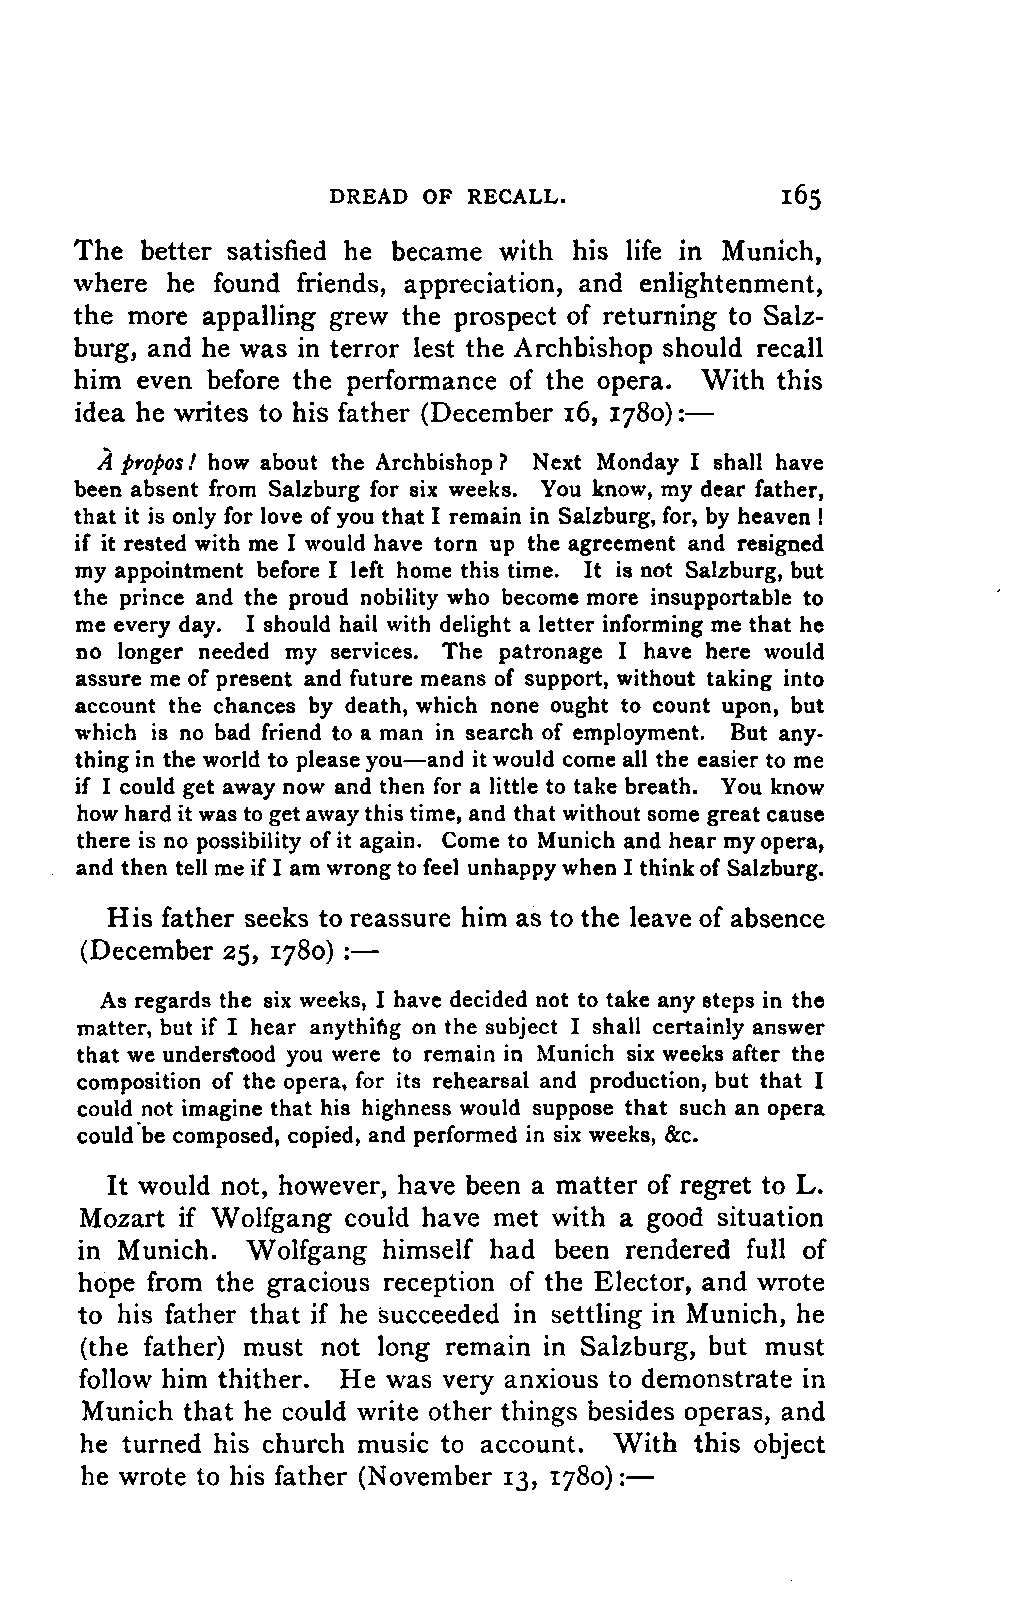 DREAD OF RECALL. 165
The better satisfied he became with his life in Munich,
where he found friends, appreciation, and enlightenment,
the more appalling grew the prospect of returning to Salz-
burg, and he was in terror lest the Archbishop should recall
him even before the performance of the opera. With this
idea he writes to his father (December 16, 1780):—
À propos! how about the Archbishop? Next Monday I shall have
been absent from Salzburg for six weeks. You know, my dear father,
that it is only for love of you that I remain in Salzburg, for, by heaven!
if it rested with me I would have torn up the agreement and resigned
my appointment before I left home this time. It is not Salzburg, but
the prince and the proud nobility who become more insupportable to
me every day. I should hail with delight a letter informing me that he
no longer needed my services. The patronage I have here would
assure me of present and future means of support, without taking into
account the chances by death, which none ought to count upon, but
which is no bad friend to a man in search of employment. But any-
thing in the world to please you—and it would come all the easier to me
if I could get away now and then for a little to take breath. You know
how hard it was to get away this time, and that without some great cause
there is no possibility of it again. Come to Munich and hear my opera,
and then tell me if I am wrong to feel unhappy when I think of Salzburg.
His father seeks to reassure him as to the leave of absence
(December 25, 1780) :—
As regards the six weeks, I have decided not to take any steps in the
matter, but if I hear anything on the subject I shall certainly answer
that we understood you were to remain in Munich six weeks after the
composition of the opera, for its rehearsal and production, but that I
could not imagine that his highness would suppose that such an opera
could be composed, copied, and performed in six weeks, &c.
It would not, however, have been a matter of regret to L.
Mozart if Wolfgang could have met with a good situation
in Munich. Wolfgang himself had been rendered full of
hope from the gracious reception of the Elector, and wrote
to his father that if he succeeded in settling in Munich, he
(the father) must not long remain in Salzburg, but must
follow him thither. He was very anxious to demonstrate in
Munich that he could write other things besides operas, and
he turned his church music to account. With this object
he wrote to his father (November 13, 1780):—